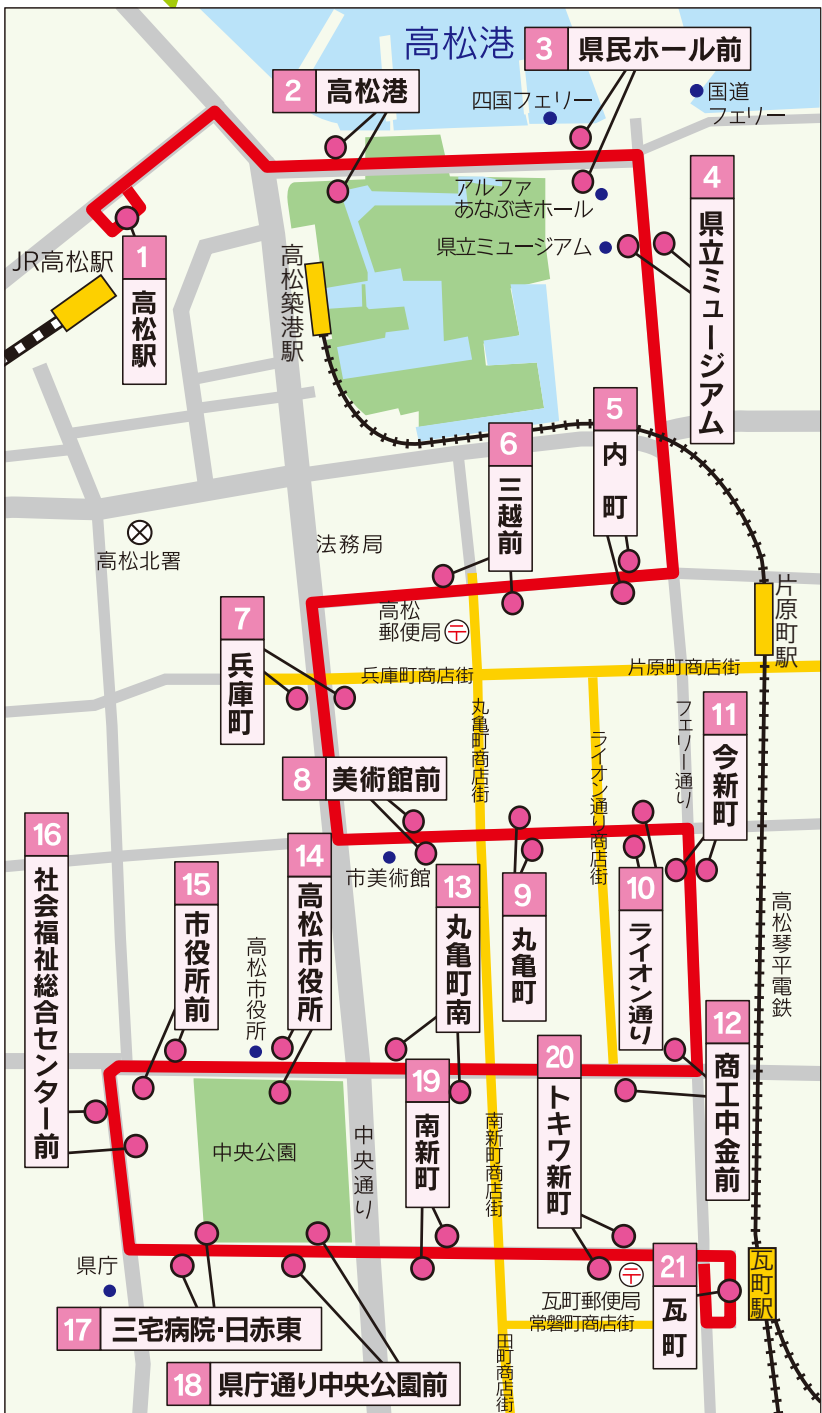 高松港
3 県民ホール前
2 高松港
四国フェリー
国道
フェリー
4 県立ミュージアム
アルファ
あなぶきホール
県立ミュージアム
JR高松駅
1 高松駅
高松築港駅
5 内町
6 三越前
高松北署
法務局
高松
郵便局
〒
片原町駅
7 兵庫町
兵庫町商店街
片原町商店街
丸亀町商店街
ライオン通り商店街
フェリー通り
11 今新町
8 美術館前
市美術館
16 社会福祉総合センター前
15 市役所前
高松市役所
14 高松市役所
13 丸亀町南
9 丸亀町
10 ライオン通り
高松琴平電鉄
12 商工中金前
19 南新町
20 トキワ新町
中央公園
中央通り
南新町商店街
県庁
17 三宅病院・日赤東
18 県庁通り中央公園前
〒
瓦町郵便局
常磐町商店街
田町商店街
21 瓦町
瓦町駅